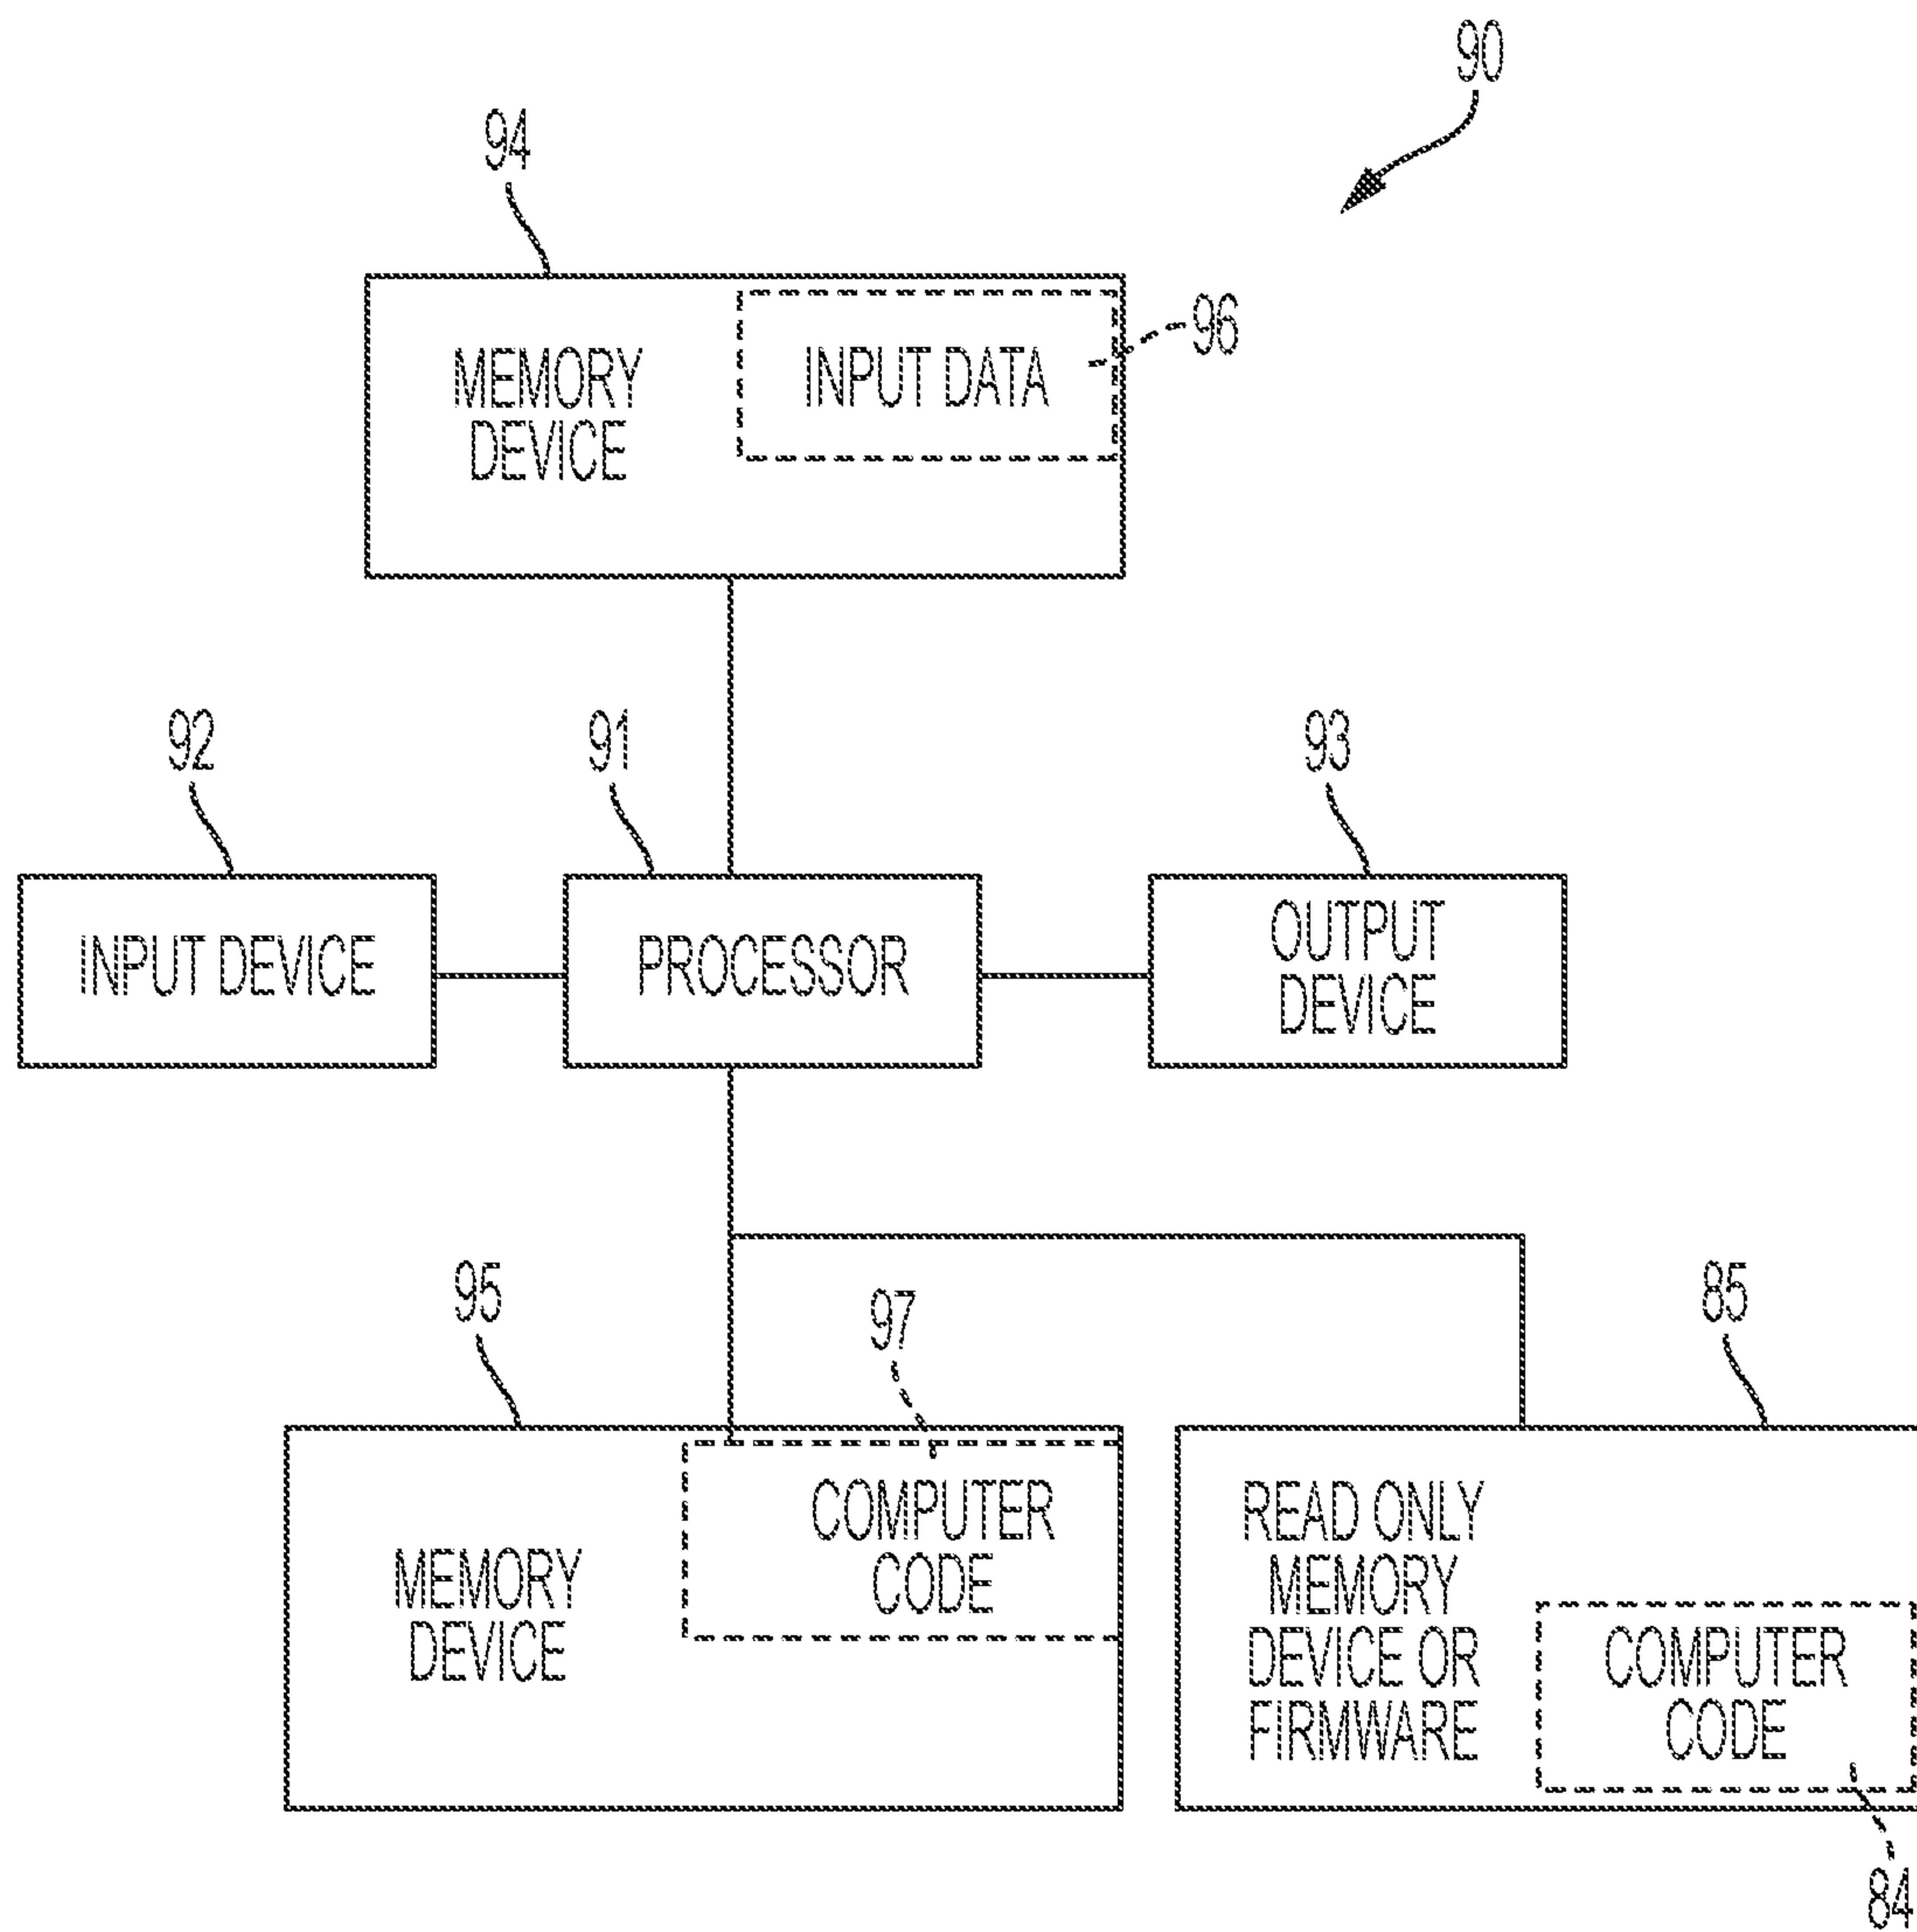 90
94
96
MEMORY
DEVICE
INPUT DATA
92
91
93
INPUT DEVICE
PROCESSOR
OUTPUT
DEVICE
95
97
85
MEMORY
DEVICE
COMPUTER
CODE
READ ONLY
MEMORY
DEVICE OR
FIRMWARE
COMPUTER
CODE
84